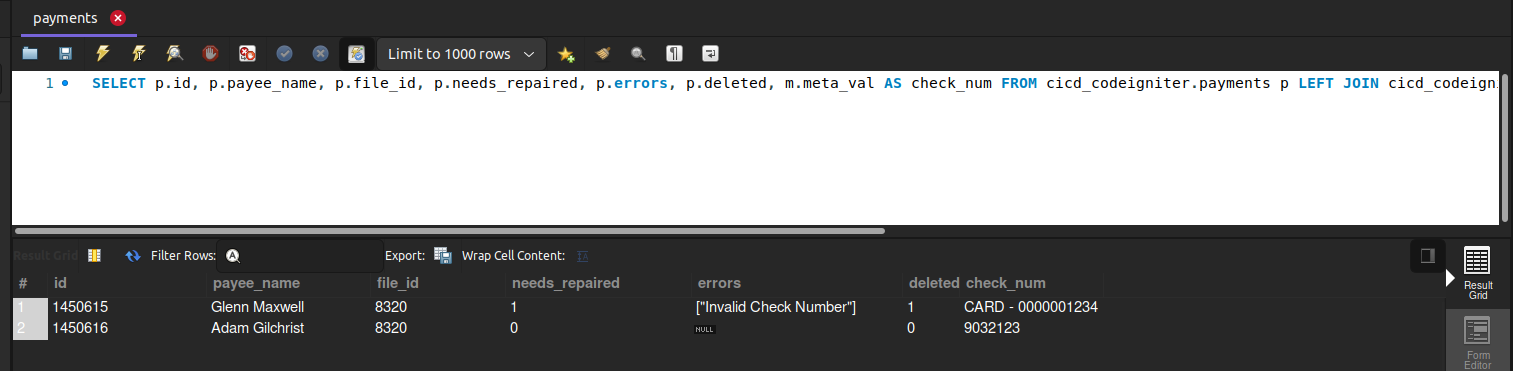 payments
Limit to 1000 rows
1 SELECT p.id, p.payee_name, p.file_id, p.needs_repaired, p.errors, p.deleted, m.meta_val AS check_num FROM cicd_codeigniter.payments p LEFT JOIN cicd_codeign
Result Grid Filter Rows: Export: Wrap Cell Content:
# id payee_name file_id needs_repaired errors deleted check_num
1 1450615 Glenn Maxwell 8320 1 ["Invalid Check Number"] 1 CARD - 0000001234
2 1450616 Adam Gilchrist 8320 0 NULL 0 9032123
Result
Grid
Form
Editor